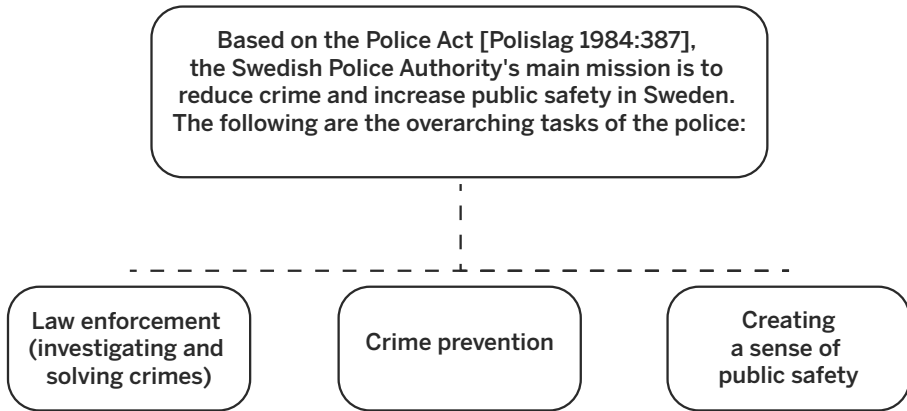 Based on the Police Act [Polislag 1984:387],
the Swedish Police Authority's main mission is to
reduce crime and increase public safety in Sweden.
The following are the overarching tasks of the police:
Law enforcement
(investigating and
solving crimes)
Crime prevention
Creating
a sense of
public safety